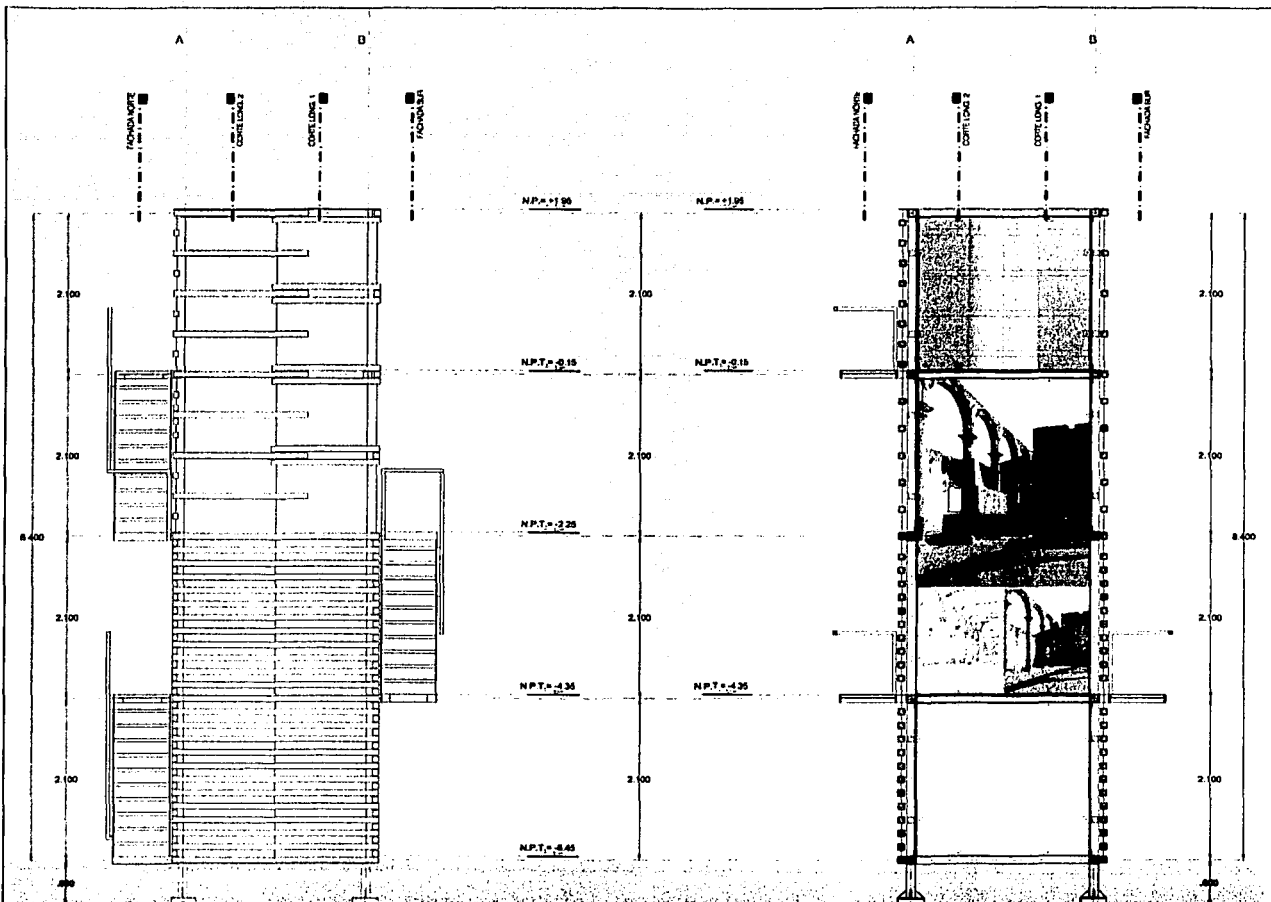 A
B
A
B
FACHADA NORTE
CORTE LONG. 2
CORTE LONG. 1
FACHADA SUR
FACHADA NORTE
CORTE LONG. 2
CORTE LONG. 1
FACHADA SUR
N.P.= +1.95
N.P.= +1.95
2.100
2.100
2.100
N.P.T.= -0.15
N.P.T.= -0.15
2.100
2.100
2.100
N.P.T.= -2.25
8.400
8.400
2.100
2.100
2.100
N.P.T.= -4.35
N.P.T.= -4.35
2.100
2.100
2.100
N.P.T.= -6.45
.600
.600